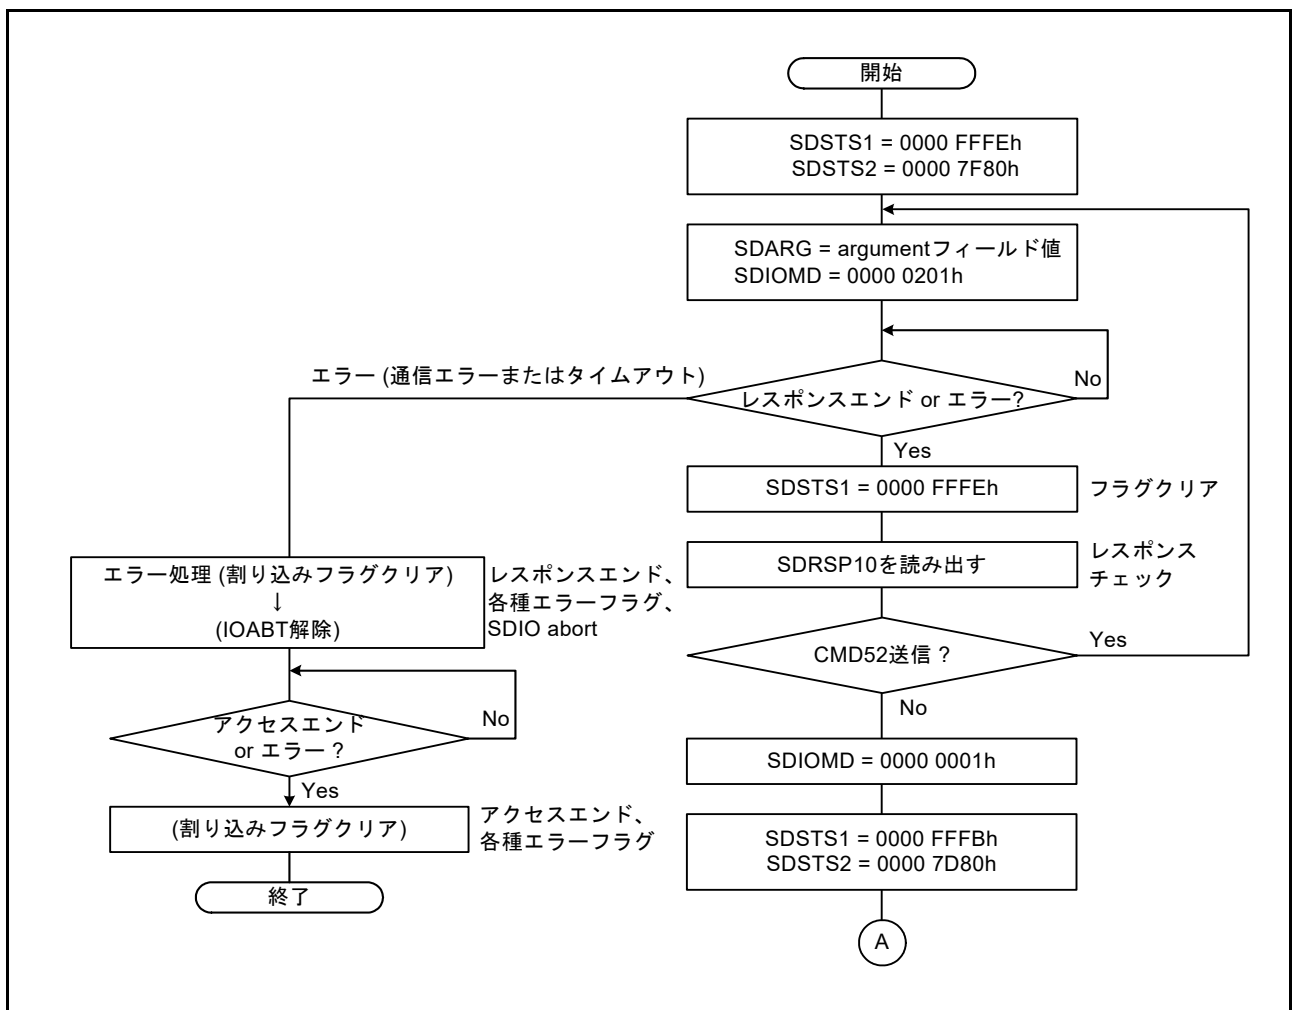 開始
SDSTS1 = 0000 FFFEh
SDSTS2 = 0000 7F80h
SDARG = argumentフィールド値
SDIOMD = 0000 0201h
エラー (通信エラーまたはタイムアウト)
レスポンスエンド or エラー?
No
Yes
SDSTS1 = 0000 FFFEh
フラグクリア
SDRSP10を読み出す
レスポンス
チェック
CMD52送信 ?
Yes
No
SDIOMD = 0000 0001h
SDSTS1 = 0000 FFFBh
SDSTS2 = 0000 7D80h
A
エラー処理 (割り込みフラグクリア)
↓
(IOABT解除)
レスポンスエンド、
各種エラーフラグ、
SDIO abort
アクセスエンド
or エラー ?
No
Yes
(割り込みフラグクリア)
アクセスエンド、
各種エラーフラグ
終了